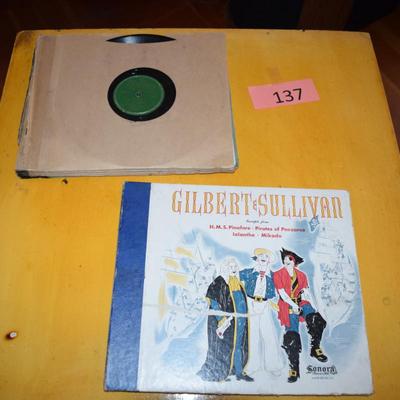 137
GILBERT & SULLIVAN
Excerpts from
H.M.S. Pinafore · Pirates of Penzance
Iolanthe · Mikado
Sonora